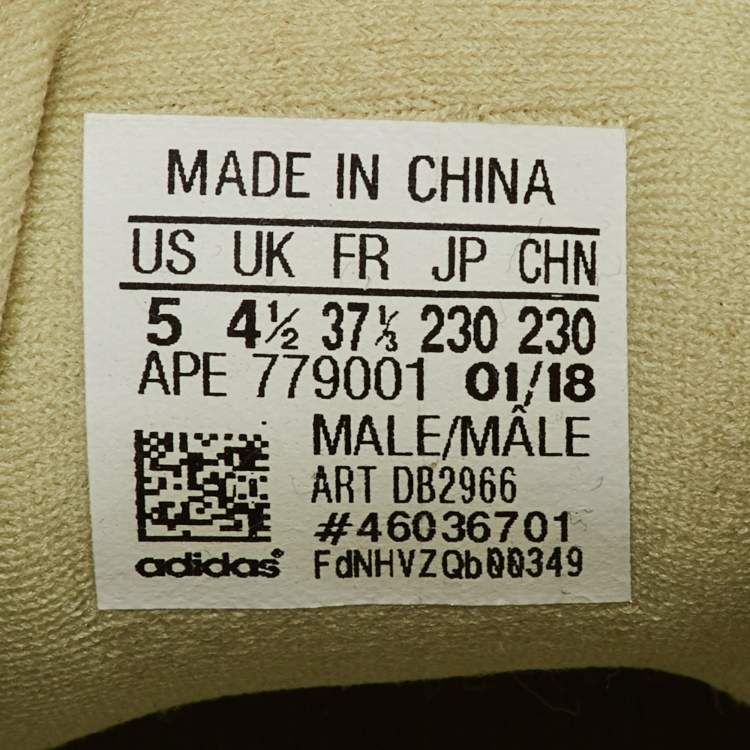 MADE IN CHINA
US UK FR JP CHN
5 4½ 37⅓ 230 230
APE 779001 01/18
MALE/MÂLE
ART DB2966
#46036701
adidas® FdNHVZQb00349